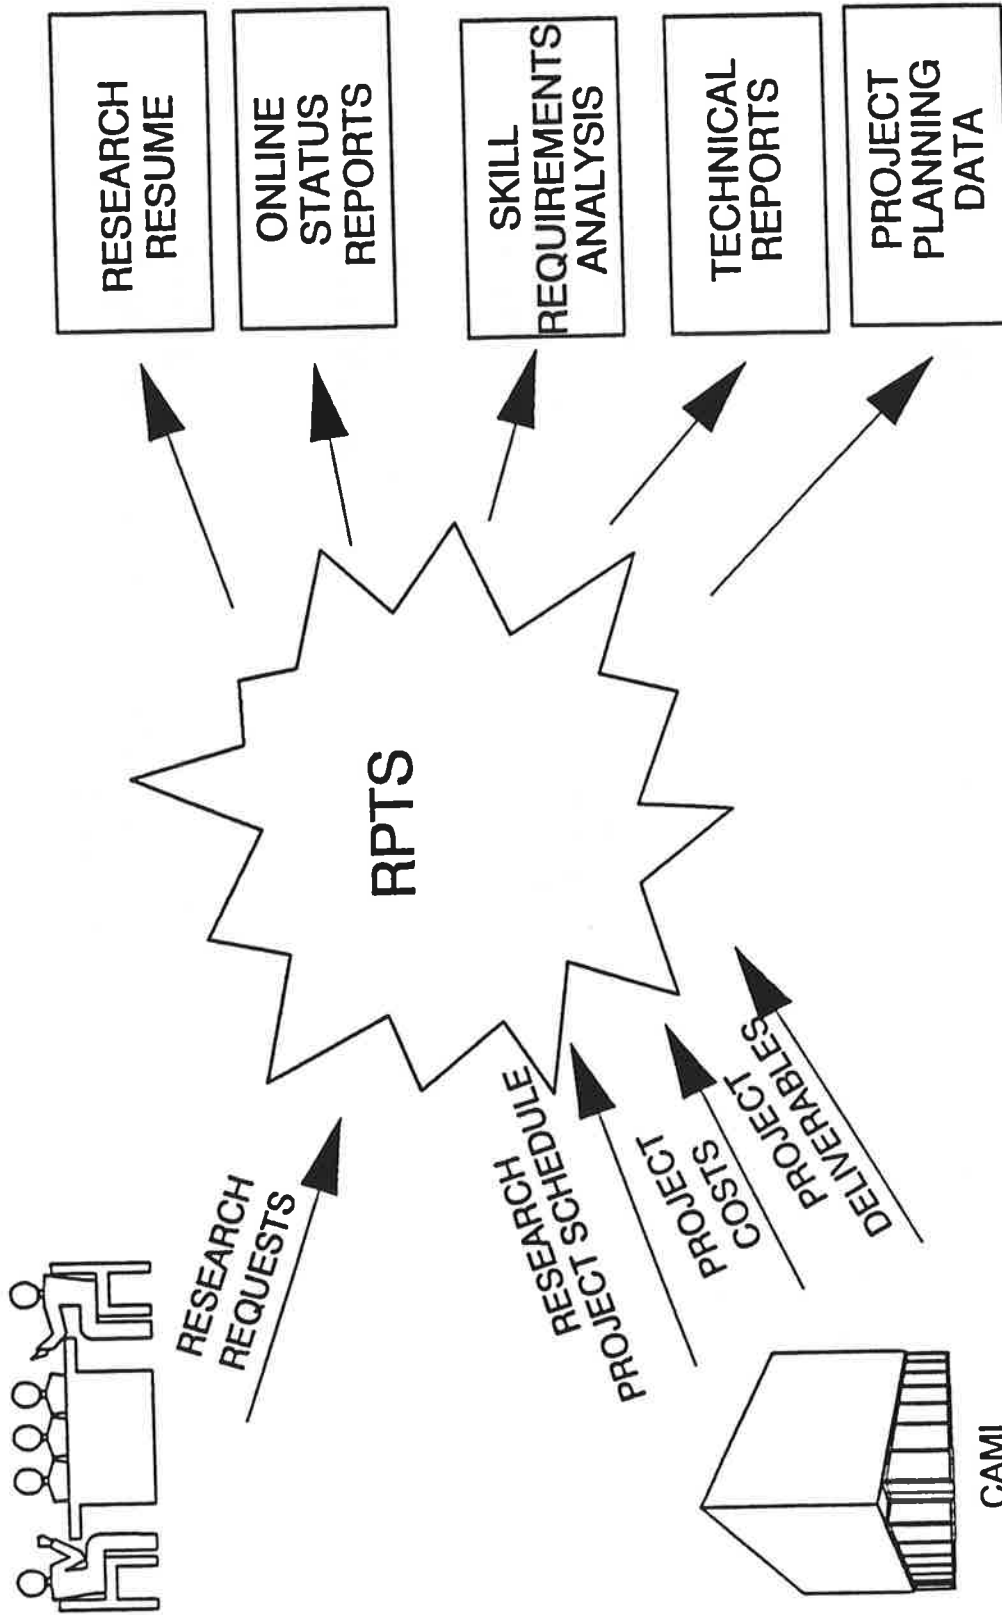 RESEARCH
REQUESTS
RESEARCH
PROJECT SCHEDULE
PROJECT
COSTS
PROJECT
DELIVERABLES
CAMI
RPTS
RESEARCH
RESUME
ONLINE
STATUS
REPORTS
SKILL
REQUIREMENTS
ANALYSIS
TECHNICAL
REPORTS
PROJECT
PLANNING
DATA